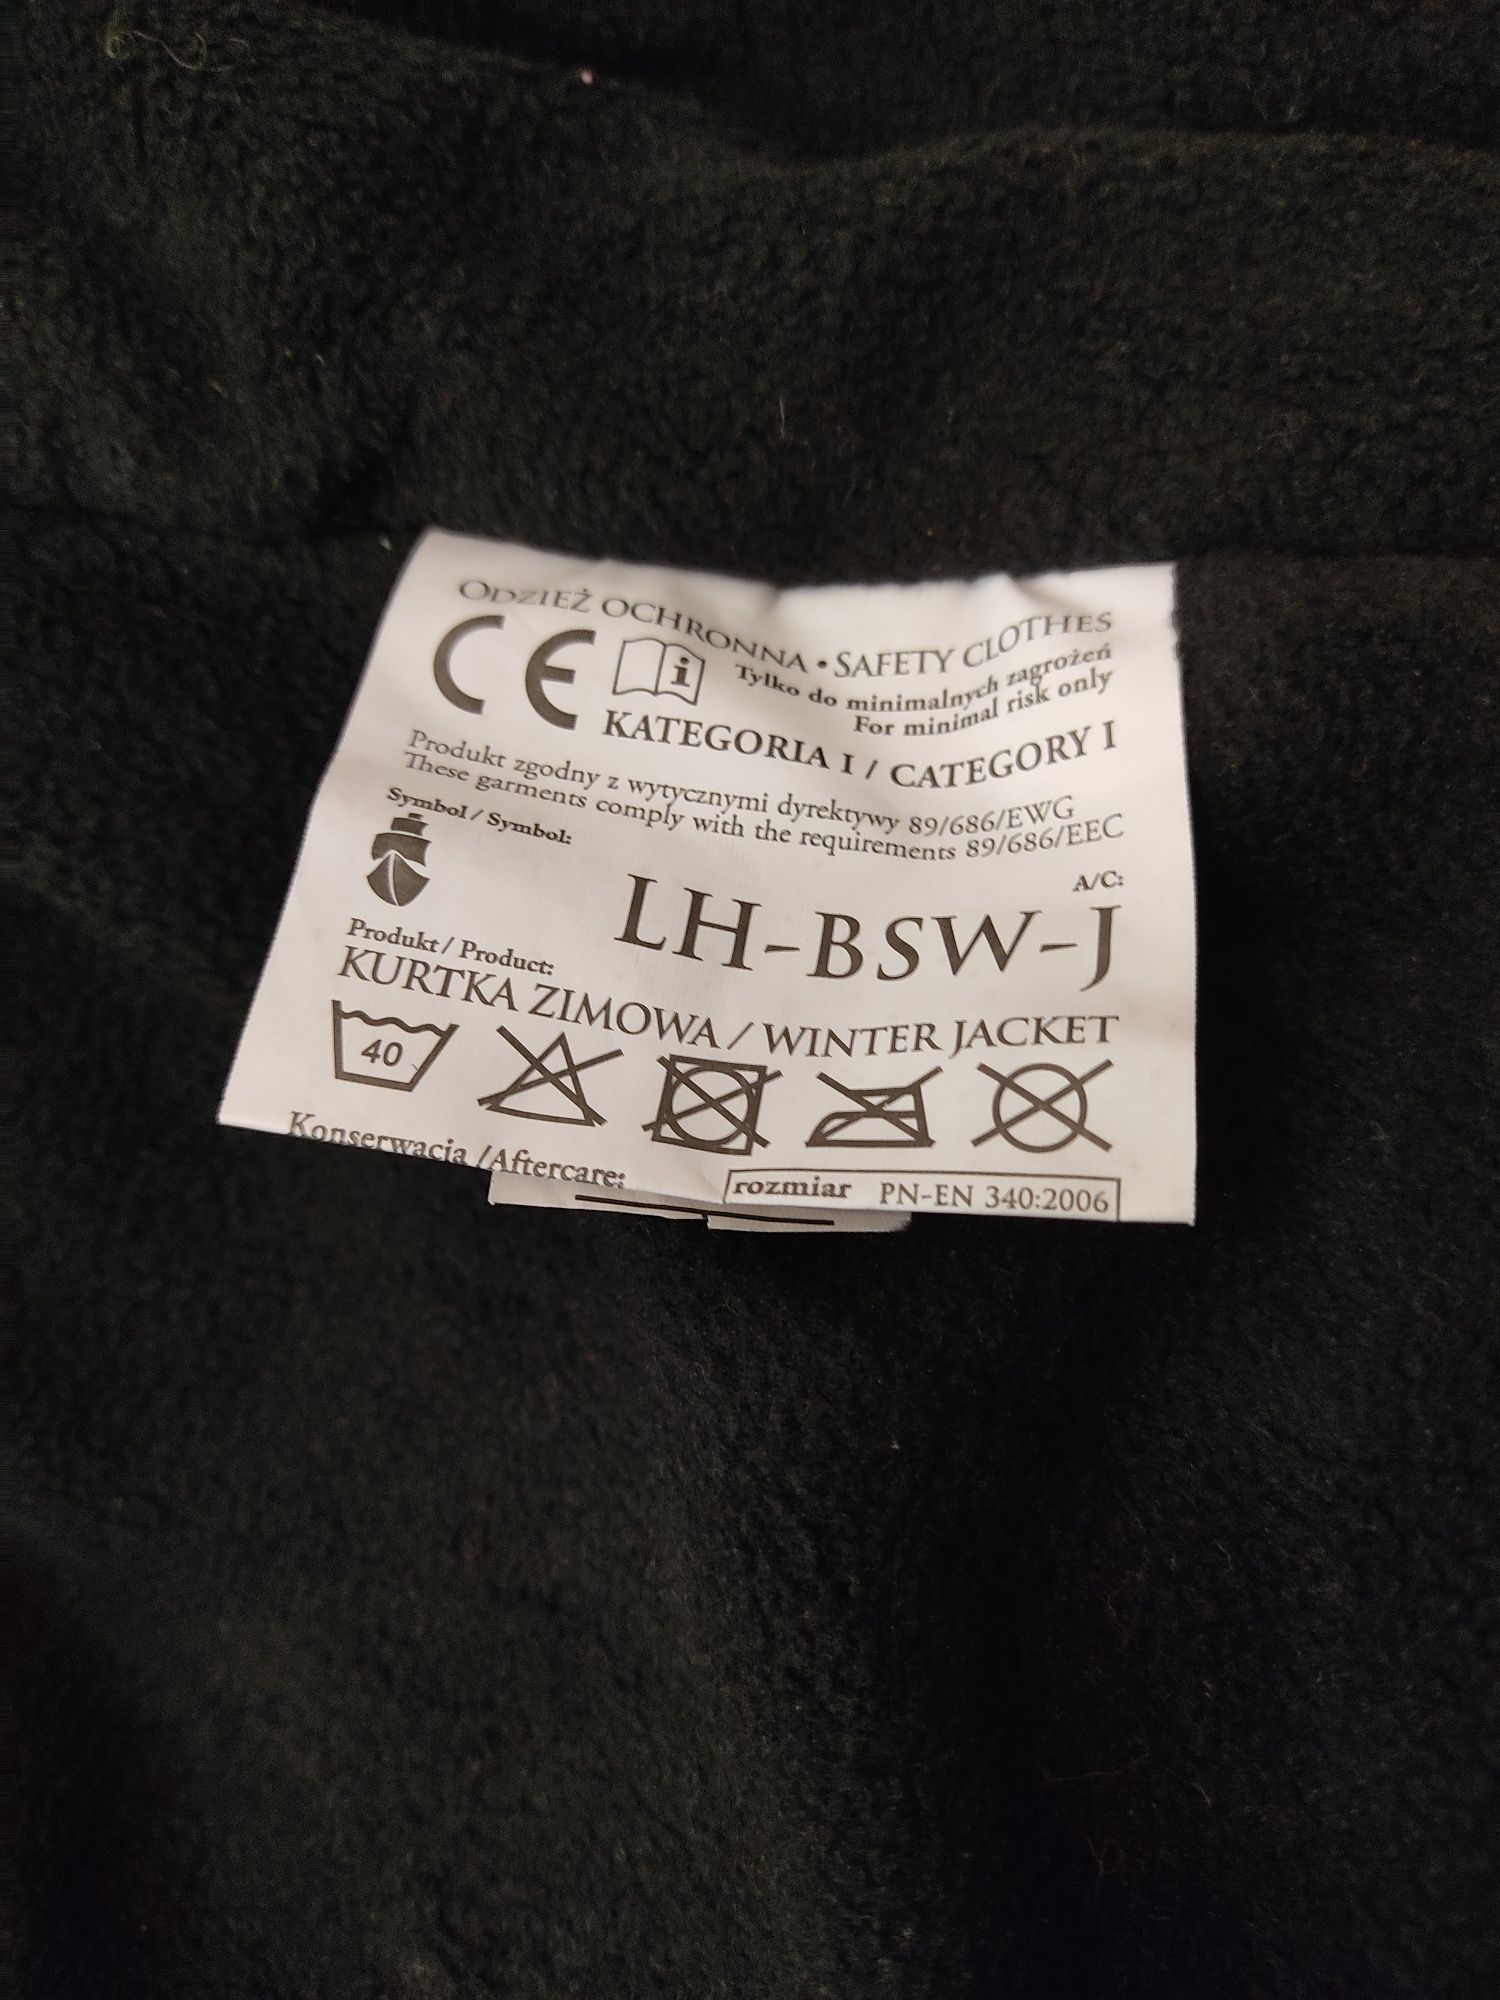 ODZIEŻ OCHRONNA • SAFETY CLOTHES
CE
i
Tylko do minimalnych zagrożeń
For minimal risk only
KATEGORIA I / CATEGORY I
Produkt zgodny z wytycznymi dyrektywy 89/686/EWG
These garments comply with the requirements 89/686/EEC
Symbol / Symbol:
A/C:
LH-BSW-J
Produkt / Product:
KURTKA ZIMOWA / WINTER JACKET
40
Konserwacja /Aftercare:
rozmiar PN-EN 340:2006